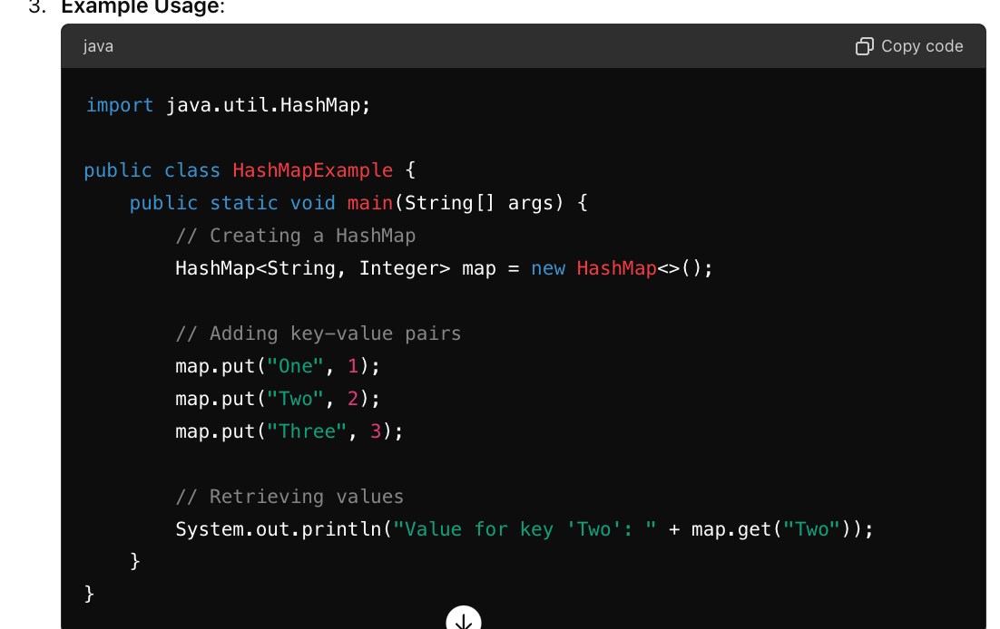 3. Example Usage:
java
Copy code
import java.util.HashMap;
public class HashMapExample {
    public static void main(String[] args) {
        // Creating a HashMap
        HashMap<String, Integer> map = new HashMap<>();
        // Adding key-value pairs
        map.put("One", 1);
        map.put("Two", 2);
        map.put("Three", 3);
        // Retrieving values
        System.out.println("Value for key 'Two': " + map.get("Two"));
    }
}